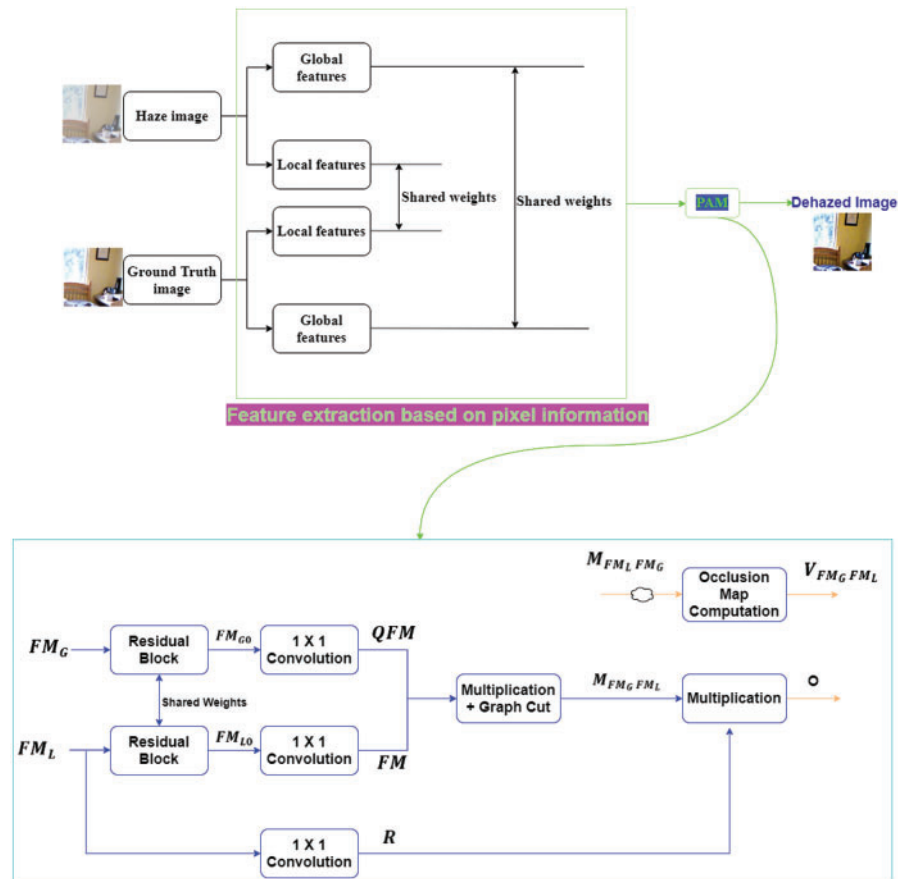 Global
features
Haze image
Local features
Shared weights
Shared weights
Local features
Ground Truth
image
Global
features
PAM
Dehazed Image
Feature extraction based on pixel information
M_{FM_L FM_G}
Occlusion
Map
Computation
V_{FM_G FM_L}
FM_G
Residual
Block
FM_{GO}
1 X 1
Convolution
QFM
Shared Weights
Multiplication
+ Graph Cut
M_{FM_G FM_L}
Multiplication
O
FM_L
Residual
Block
FM_{LO}
1 X 1
Convolution
FM
1 X 1
Convolution
R